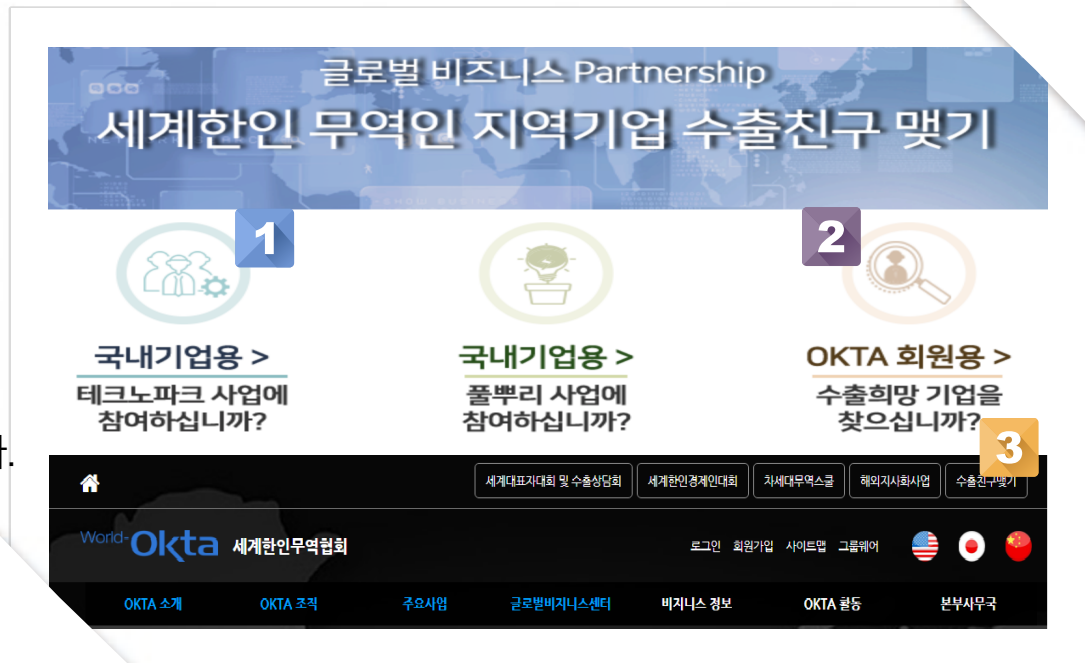 글로벌 비즈니스 Partnership
세계한인 무역인 지역기업 수출친구 맺기
1
2
국내기업용 >
테크노파크 사업에
참여하십니까?
국내기업용 >
풀뿌리 사업에
참여하십니까?
OKTA 회원용 >
수출희망 기업을
찾으십니까?
3
세계대표자대회 및 수출상담회 세계한인경제인대회 차세대무역스쿨 해외지사화사업 수출친구맺기
World-Okta 세계한인무역협회
로그인 회원가입 사이트맵 그룹웨어
OKTA 소개 OKTA 조직 주요사업 글로벌비지니스센터 비지니스 정보 OKTA 활동 본부사무국